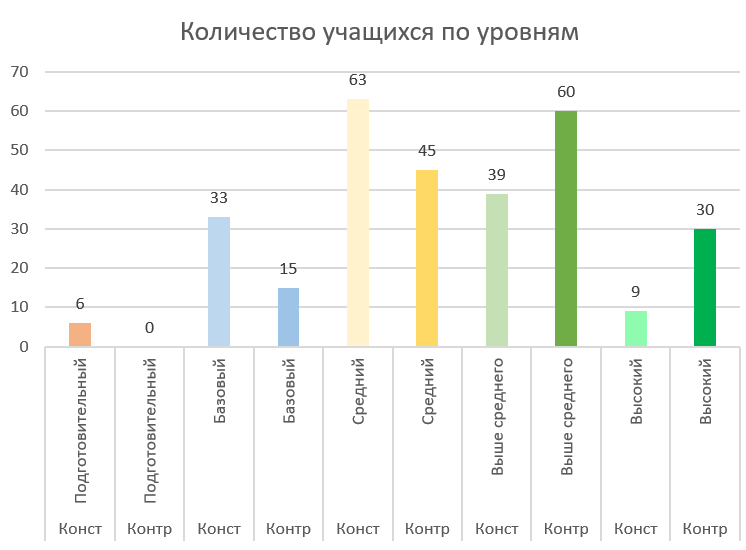 Количество учащихся по уровням
70
60
50
40
30
20
10
0
6
0
33
15
63
45
39
60
9
30
Подготовительный
Подготовительный
Базовый
Базовый
Средний
Средний
Выше среднего
Выше среднего
Высокий
Высокий
Конст Контр Конст Контр Конст Контр Конст Контр Конст Контр